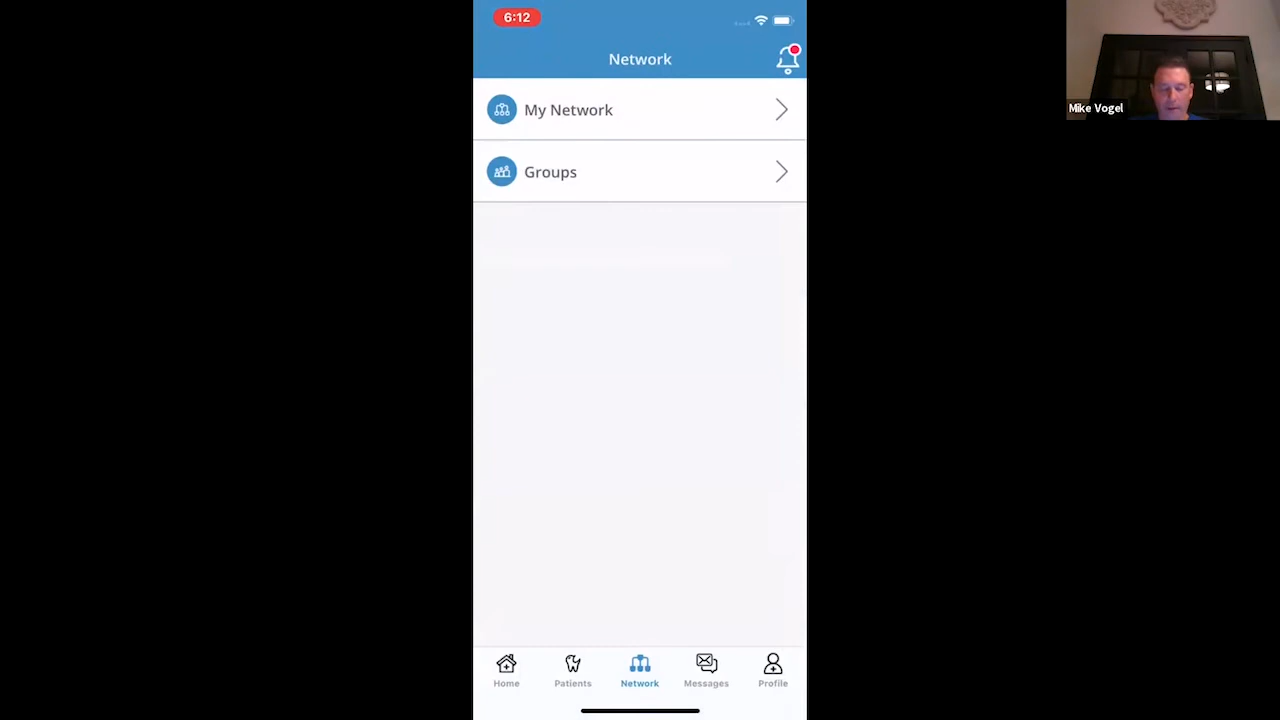 6:12
Network
Mike Vogel
My Network
Groups
Home
Patients
Network
Messages
Profile